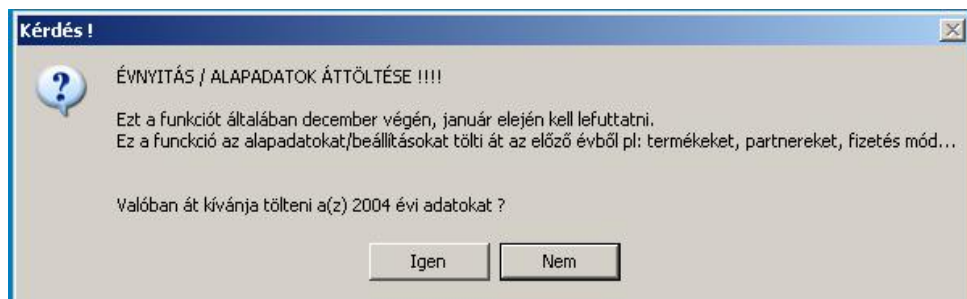 Kérdés !
ÉVNYITÁS / ALAPADATOK ÁTTÖLTÉSE !!!!
Ezt a funkciót általában december végén, január elején kell lefuttatni.
Ez a funckció az alapadatokat/beállításokat tölti át az előző évből pl: termékeket, partnereket, fizetés mód...
Valóban át kívánja tölteni a(z) 2004 évi adatokat ?
Igen
Nem